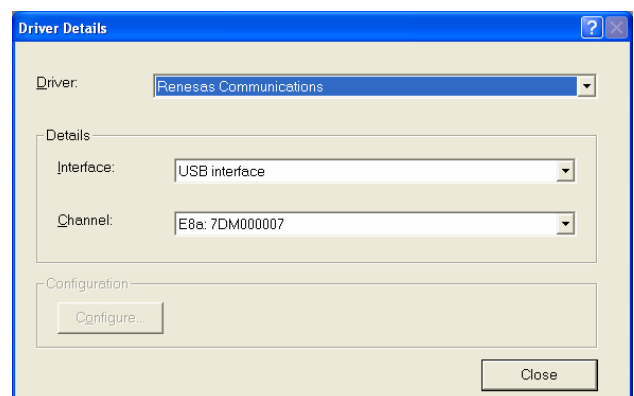 Driver Details
Driver: Renesas Communications
Details
Interface: USB interface
Channel: E8a: 7DM000007
Configuration
Configure...
Close